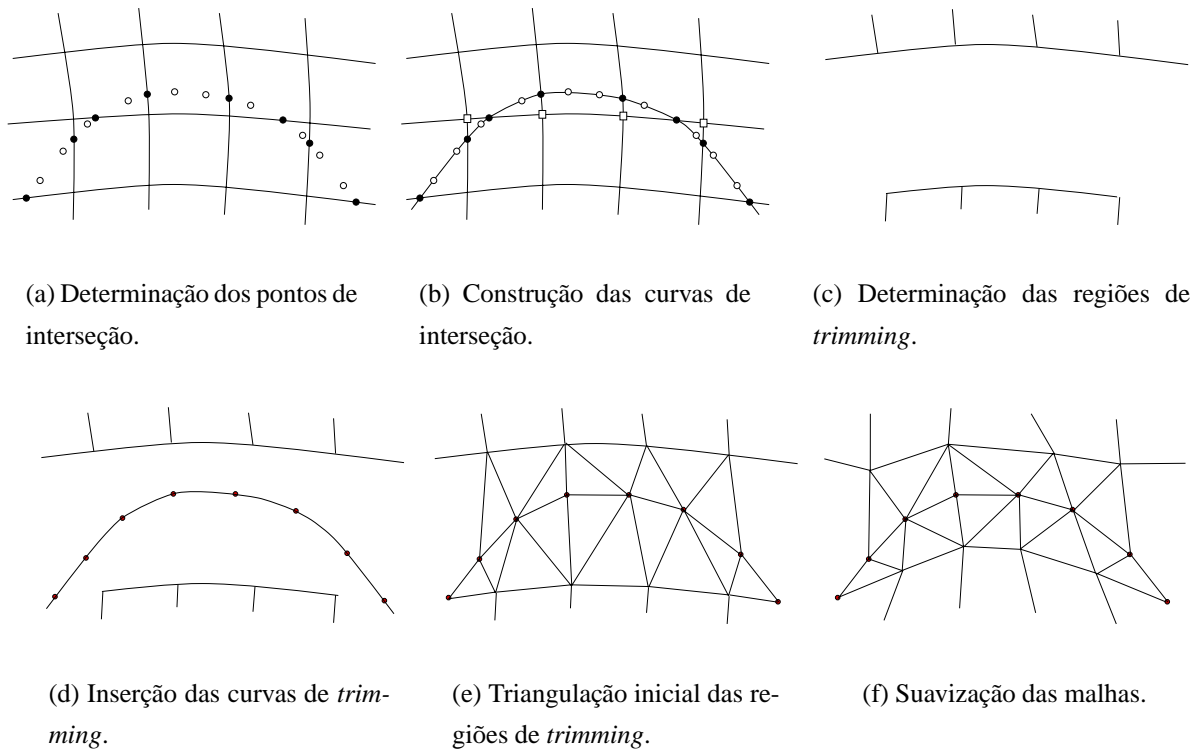 (a) Determinação dos pontos de
interseção.
(b) Construção das curvas de
interseção.
(c) Determinação das regiões de
trimming.
(d) Inserção das curvas de trim-
ming.
(e) Triangulação inicial das re-
giões de trimming.
(f) Suavização das malhas.